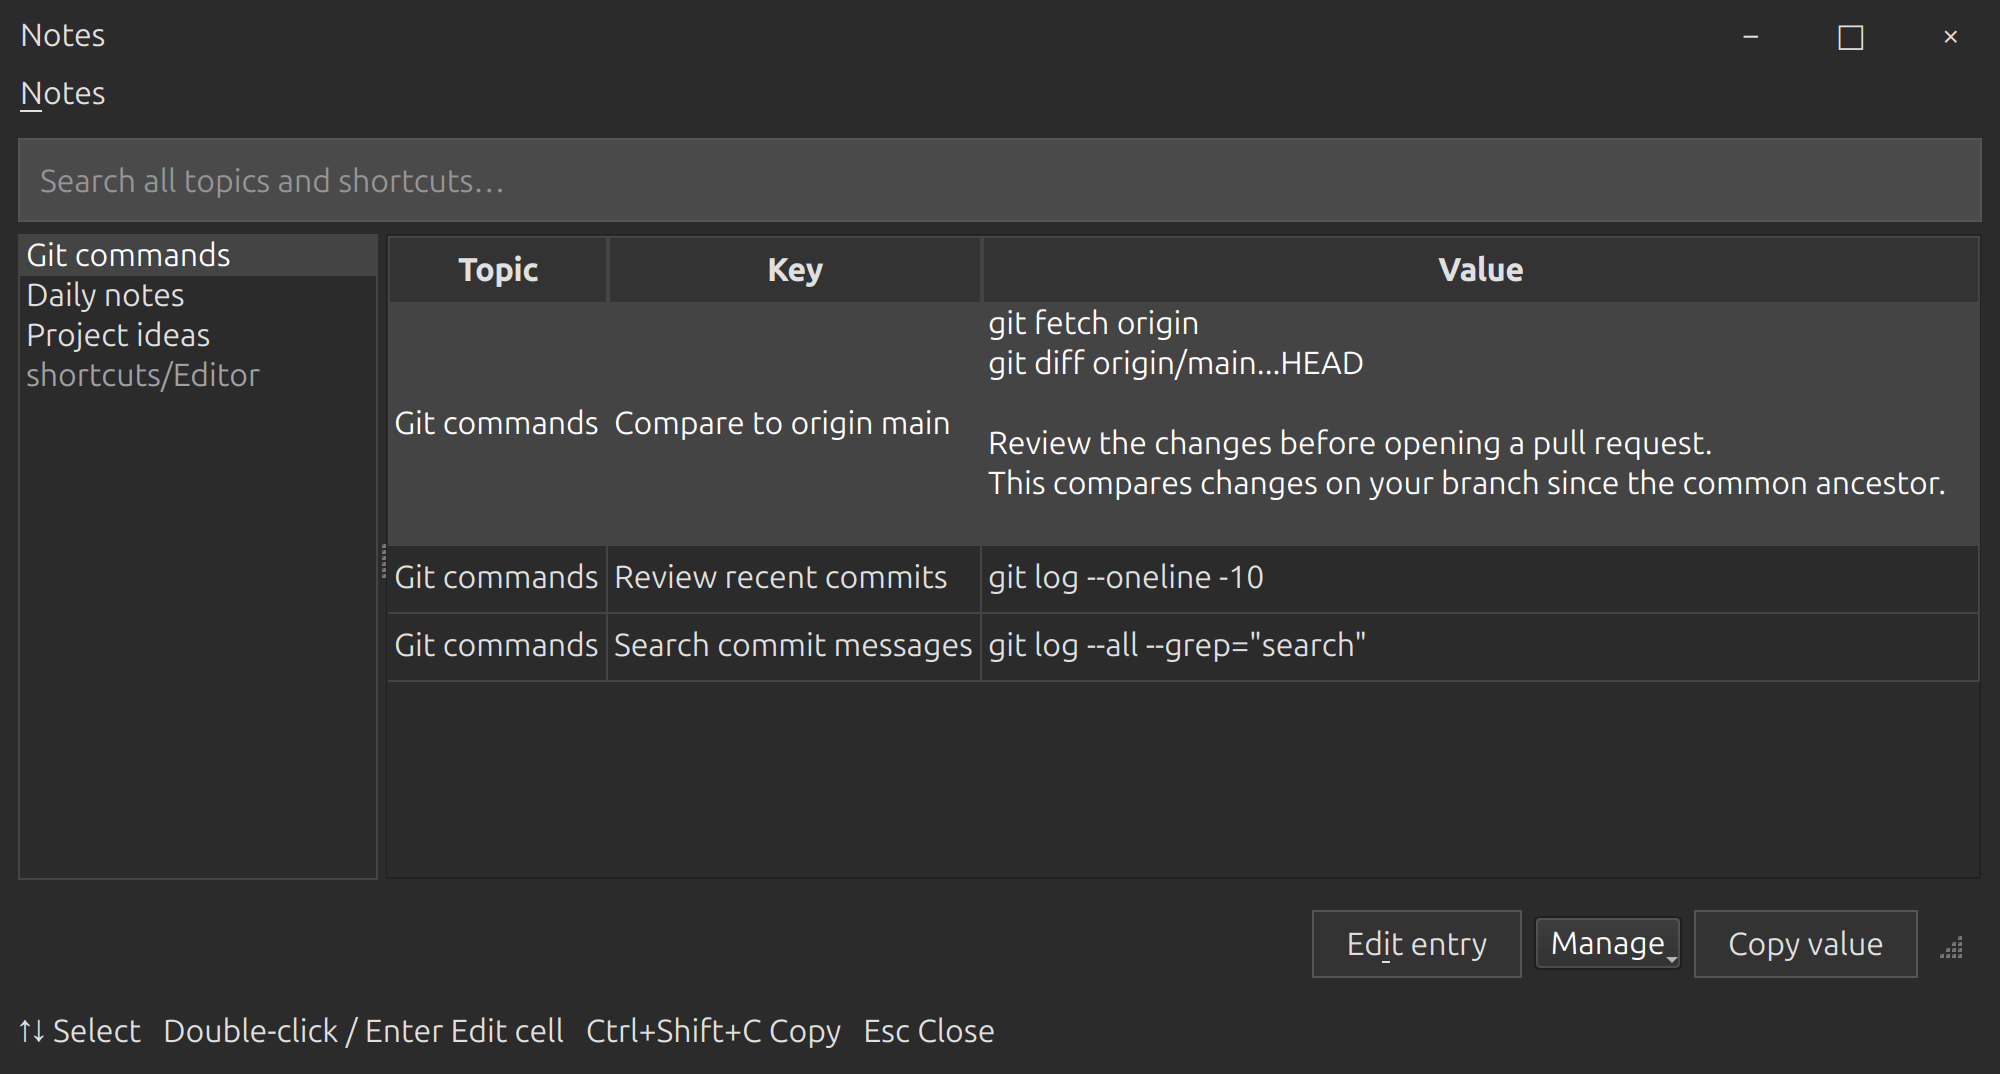 Notes
Notes
Search all topics and shortcuts…
Git commands
Daily notes
Project ideas
shortcuts/Editor
Topic Key Value
Git commands Compare to origin main
git fetch origin
git diff origin/main...HEAD
Review the changes before opening a pull request.
This compares changes on your branch since the common ancestor.
Git commands Review recent commits git log --oneline -10
Git commands Search commit messages git log --all --grep="search"
Edit entry Manage Copy value
↑↓ Select Double-click / Enter Edit cell Ctrl+Shift+C Copy Esc Close